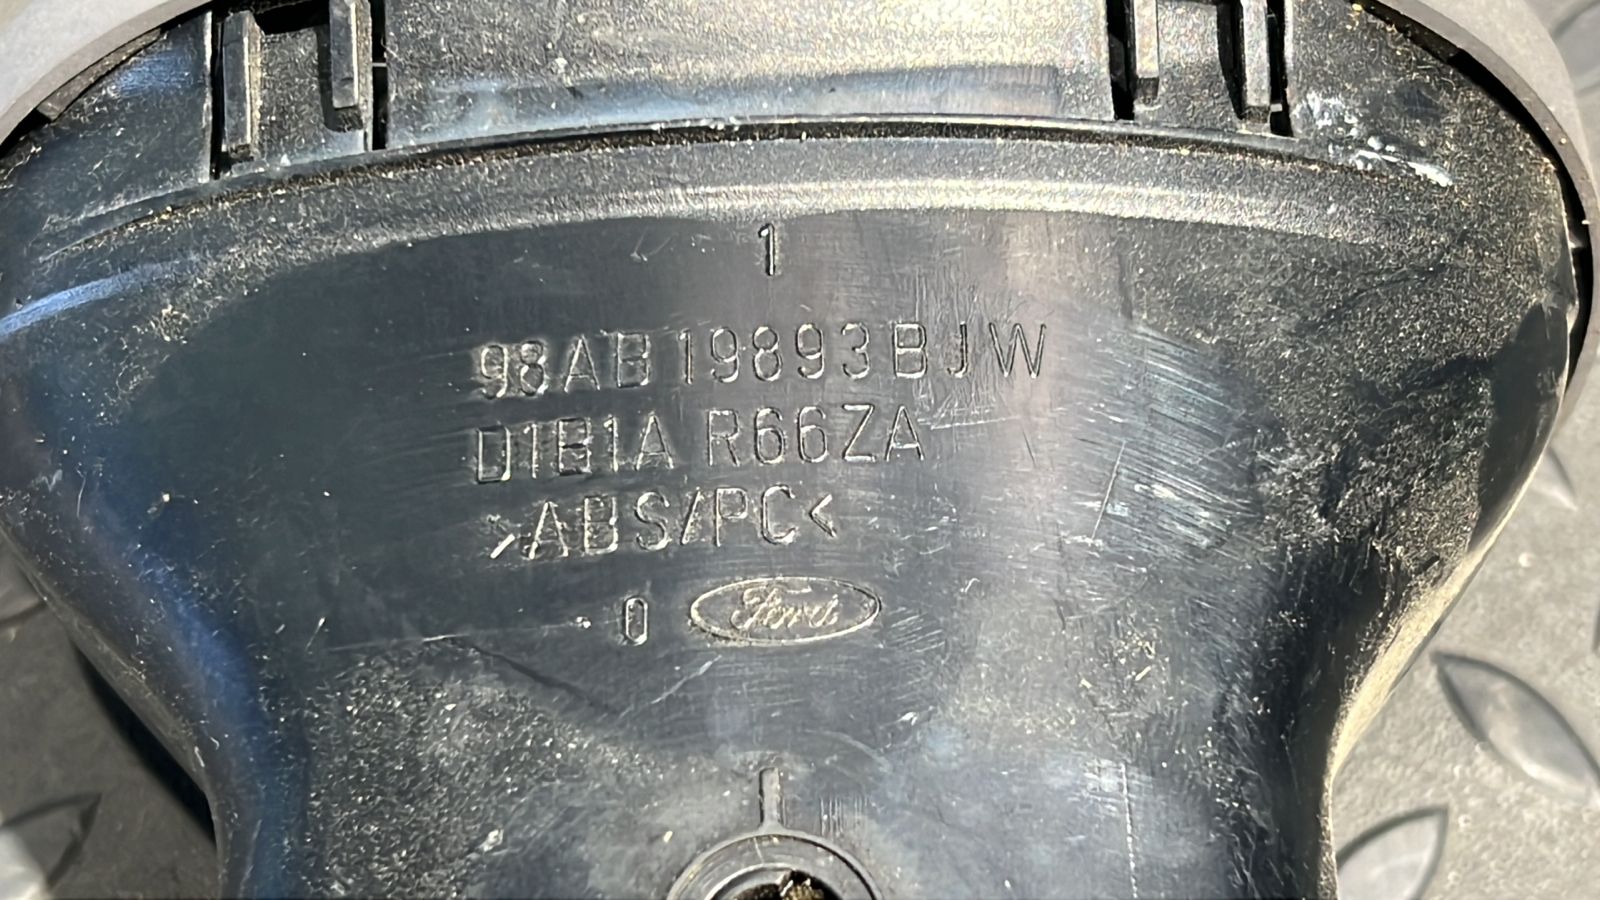 1
98AB 19893 BJW
D1B1A R66ZA
>ABS/PC<
0 Ford